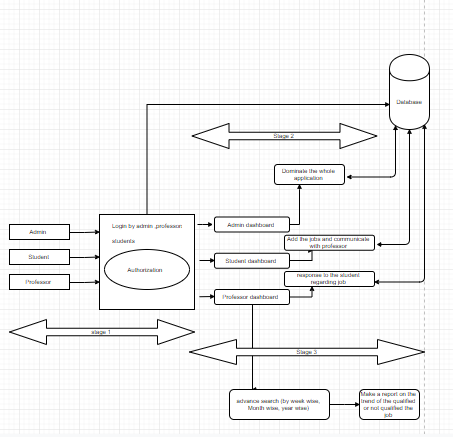 Database
Stage 2
Dominate the whole
application
Login by admin ,professor
students
Admin
Student
Professor
Authorization
Admin dashboard
Add the jobs and communicate
with professor
Student dashboard
response to the student
regarding job
Professor dashboard
stage 1
Stage 3
advance search (by week wise,
Month wise, year wise)
Make a report on the
trend of the qualified
or not qualified the
job